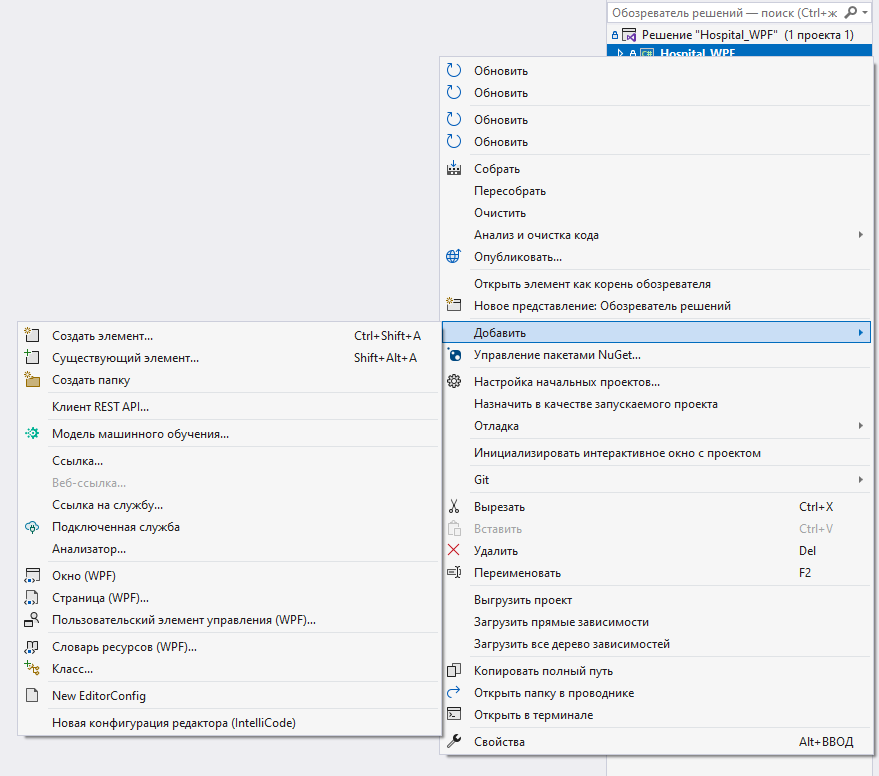 Обозреватель решений — поиск (Ctrl+ж
Решение "Hospital_WPF" (1 проекта 1)
C# Hospital_WPF
Обновить
Обновить
Обновить
Обновить
Собрать
Пересобрать
Очистить
Анализ и очистка кода
Опубликовать...
Открыть элемент как корень обозревателя
Новое представление: Обозреватель решений
Добавить
Управление пакетами NuGet...
Настройка начальных проектов...
Назначить в качестве запускаемого проекта
Отладка
Инициализировать интерактивное окно с проектом
Git
Вырезать Ctrl+X
Вставить Ctrl+V
Удалить Del
Переименовать F2
Выгрузить проект
Загрузить прямые зависимости
Загрузить все дерево зависимостей
Копировать полный путь
Открыть папку в проводнике
Открыть в терминале
Свойства Alt+ВВОД
Создать элемент... Ctrl+Shift+A
Существующий элемент... Shift+Alt+A
Создать папку
Клиент REST API...
Модель машинного обучения...
Ссылка...
Веб-ссылка...
Ссылка на службу...
Подключенная служба
Анализатор...
Окно (WPF)
Страница (WPF)...
Пользовательский элемент управления (WPF)...
Словарь ресурсов (WPF)...
Класс...
New EditorConfig
Новая конфигурация редактора (IntelliCode)